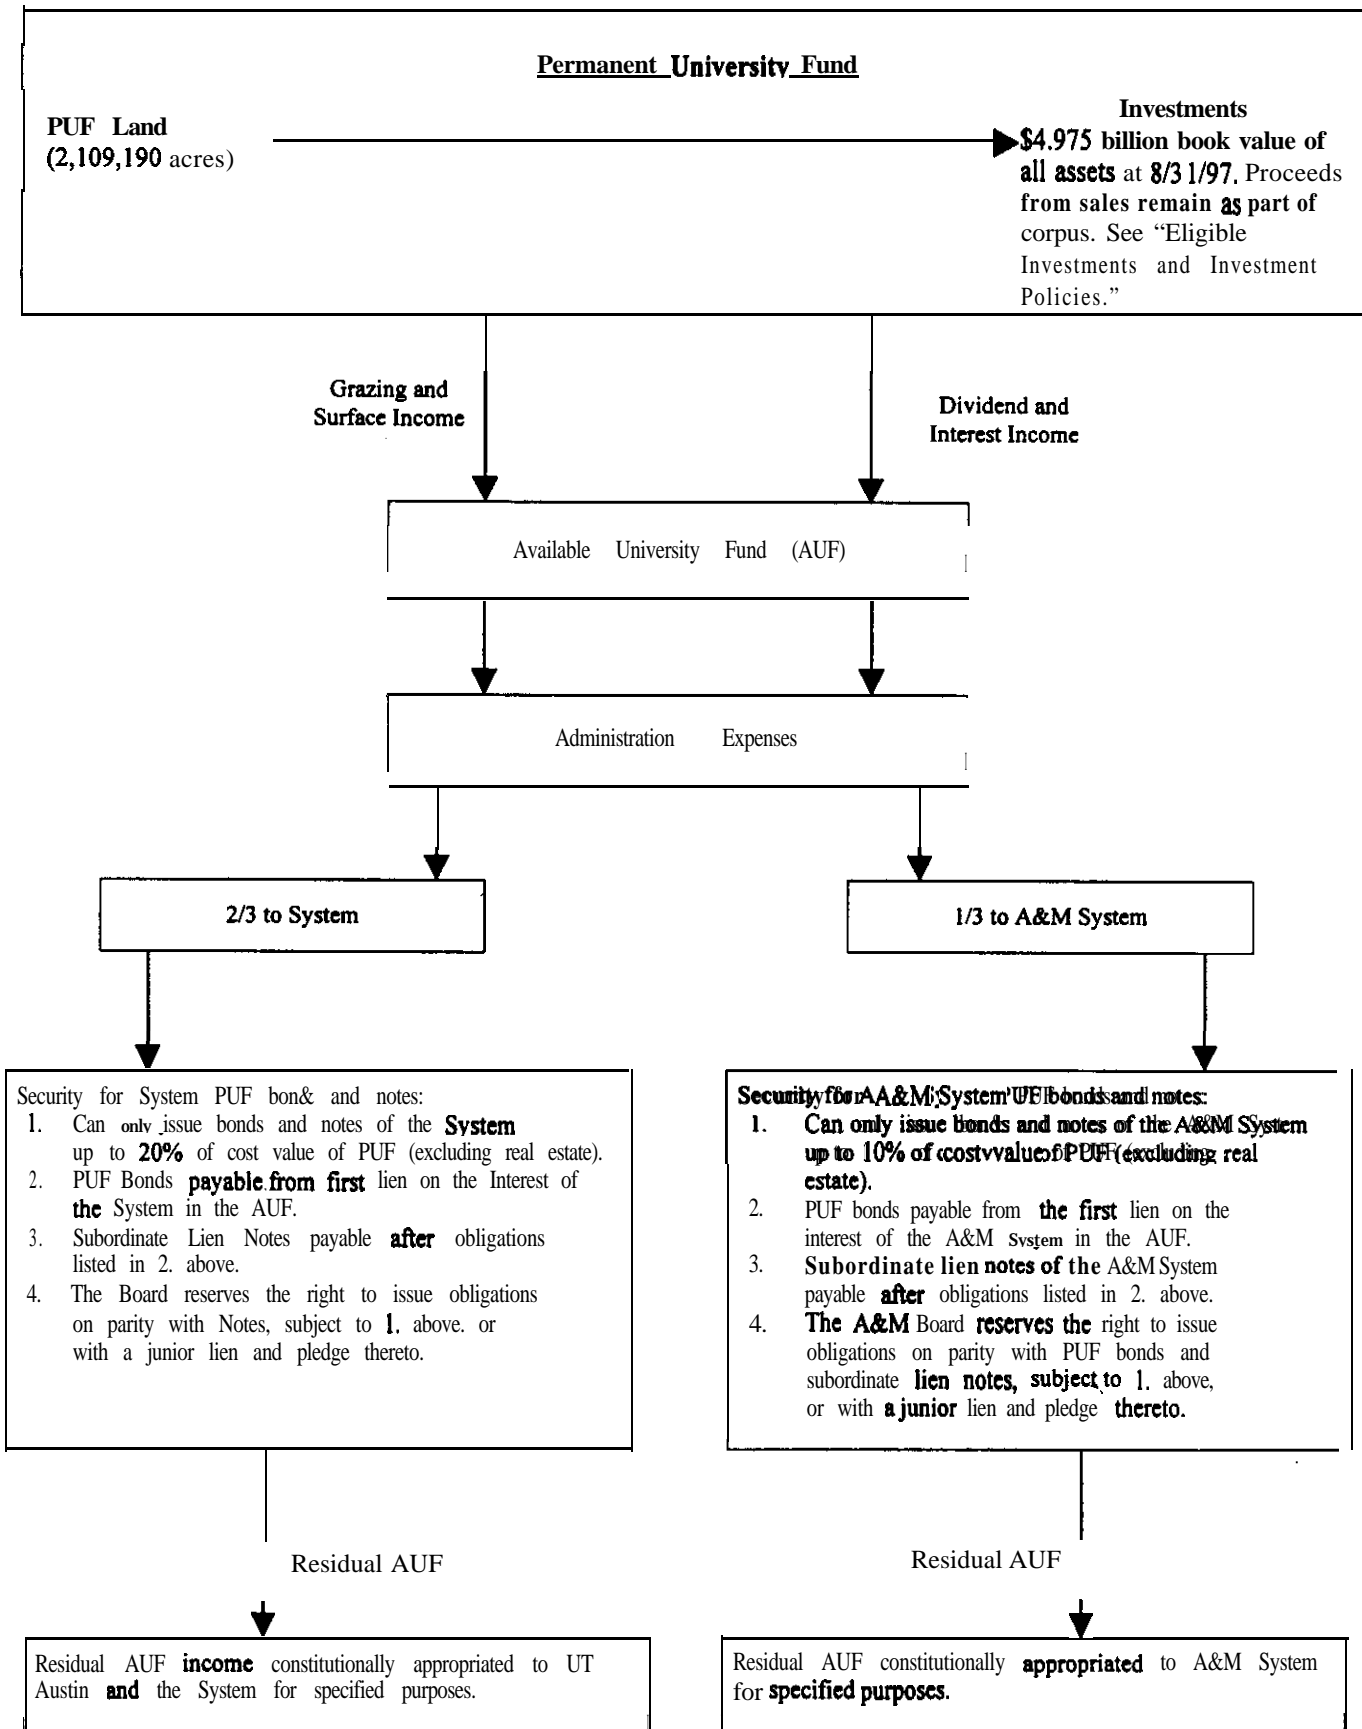 Permanent University Fund
PUF Land
(2,109,190 acres)
Investments
$4.975 billion book value of
all assets at 8/31/97. Proceeds
from sales remain as part of
corpus. See “Eligible
Investments and Investment
Policies.”
Grazing and
Surface Income
Dividend and
Interest Income
Available University Fund (AUF)
Administration Expenses
2/3 to System
1/3 to A&M System
Security for System PUF bon& and notes:
1. Can only issue bonds and notes of the System
up to 20% of cost value of PUF (excluding real estate).
2. PUF Bonds payable from first lien on the Interest of
the System in the AUF.
3. Subordinate Lien Notes payable after obligations
listed in 2. above.
4. The Board reserves the right to issue obligations
on parity with Notes, subject to 1. above. or
with a junior lien and pledge thereto.
Security for A&M System PUF bonds and notes:
1. Can only issue bonds and notes of the A&M System
up to 10% of cost value of PUF (excluding real
estate).
2. PUF bonds payable from the first lien on the
interest of the A&M System in the AUF.
3. Subordinate lien notes of the A&M System
payable after obligations listed in 2. above.
4. The A&M Board reserves the right to issue
obligations on parity with PUF bonds and
subordinate lien notes, subject to 1. above,
or with a junior lien and pledge thereto.
Residual AUF
Residual AUF
Residual AUF income constitutionally appropriated to UT
Austin and the System for specified purposes.
Residual AUF constitutionally appropriated to A&M System
for specified purposes.